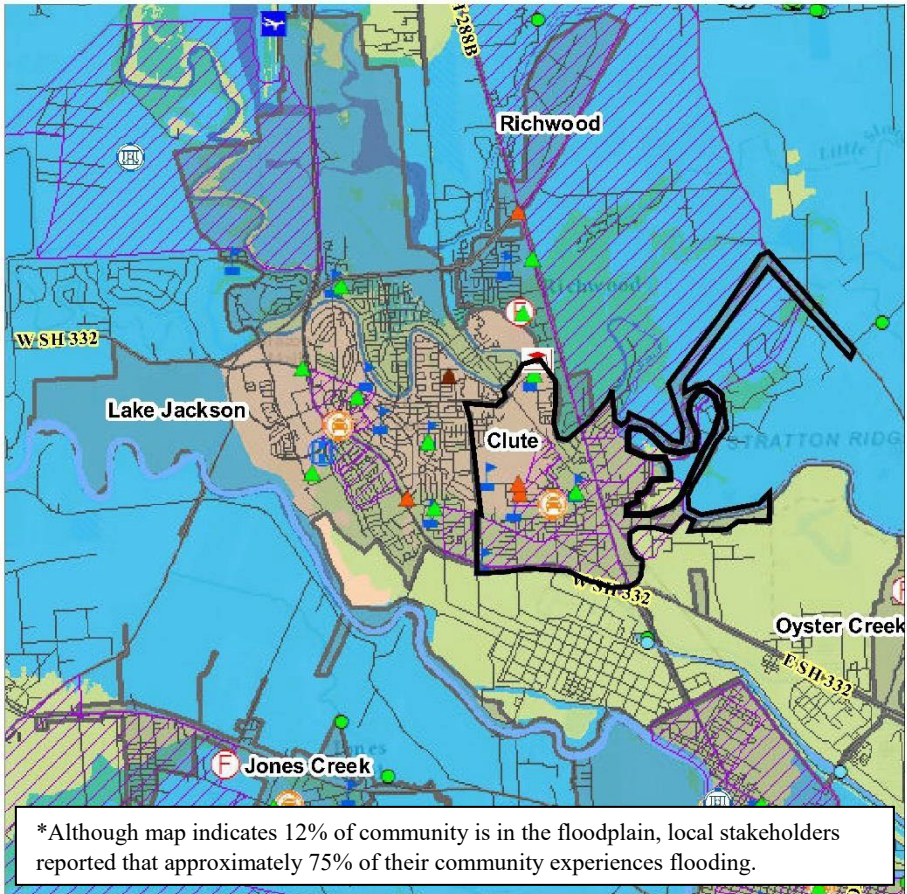 288B
Richwood
Richwood
W SH 332
Lake Jackson
Clute
STRATTON RIDG
W SH 332
Oyster Creek
E SH 332
F
Jones Creek
*Although map indicates 12% of community is in the floodplain, local stakeholders
reported that approximately 75% of their community experiences flooding.